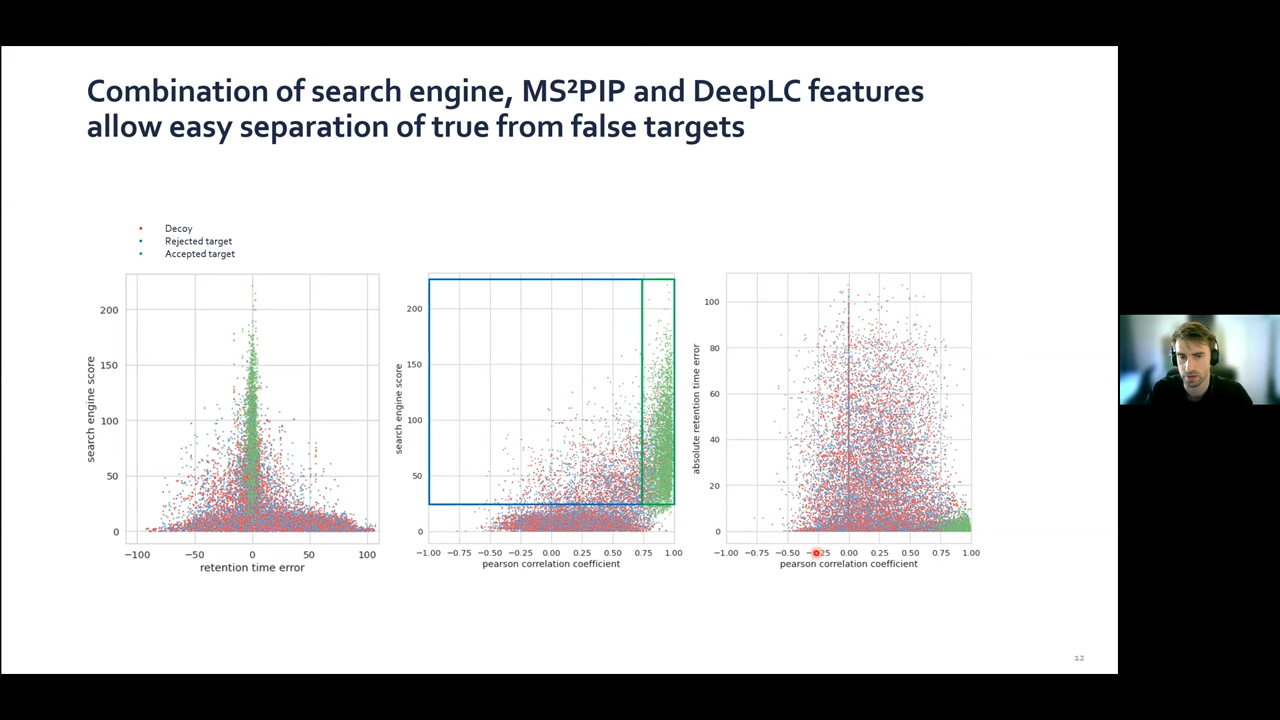 Combination of search engine, MS²PIP and DeepLC features
allow easy separation of true from false targets
Decoy
Rejected target
Accepted target
search engine score
200
150
100
50
0
−100 −50 0 50 100
retention time error
search engine score
200
150
100
50
0
−1.00 −0.75 −0.50 −0.25 0.00 0.25 0.50 0.75 1.00
pearson correlation coefficient
absolute retention time error
100
80
60
40
20
0
−1.00 −0.75 −0.50 −0.25 0.00 0.25 0.50 0.75 1.00
pearson correlation coefficient
12